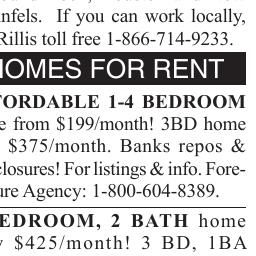 nfels. If you can work locally,
Rillis toll free 1-866-714-9233.
HOMES FOR RENT
FORDABLE 1-4 BEDROOM
e from $199/month! 3BD home
$375/month. Banks repos &
closures! For listings & info. Fore-
ure Agency: 1-800-604-8389.
EDROOM, 2 BATH home
y $425/month! 3 BD, 1BA